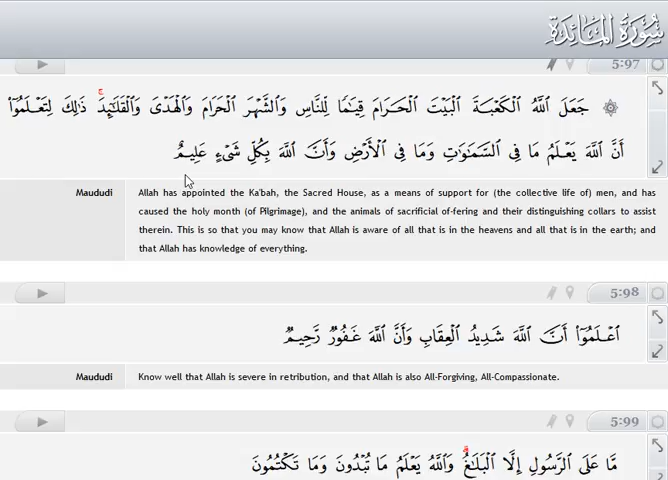 سُورَةُ المَائِدَةِ
5:97
۞ جَعَلَ ٱللَّهُ ٱلْكَعْبَةَ ٱلْبَيْتَ ٱلْحَرَامَ قِيَـٰمًا لِّلنَّاسِ وَٱلشَّهْرَ ٱلْحَرَامَ وَٱلْهَدْىَ وَٱلْقَلَـٰٓئِدَ ۚ ذَٰلِكَ لِتَعْلَمُوٓا۟
أَنَّ ٱللَّهَ يَعْلَمُ مَا فِى ٱلسَّمَـٰوَٰتِ وَمَا فِى ٱلْأَرْضِ وَأَنَّ ٱللَّهَ بِكُلِّ شَىْءٍ عَلِيمٌ
Maududi Allah has appointed the Ka'bah, the Sacred House, as a means of support for (the collective life of) men, and has
caused the holy month (of Pilgrimage), and the animals of sacrificial of-fering and their distinguishing collars to assist
therein. This is so that you may know that Allah is aware of all that is in the heavens and all that is in the earth; and
that Allah has knowledge of everything.
5:98
ٱعْلَمُوٓا۟ أَنَّ ٱللَّهَ شَدِيدُ ٱلْعِقَابِ وَأَنَّ ٱللَّهَ غَفُورٌ رَّحِيمٌ
Maududi Know well that Allah is severe in retribution, and that Allah is also All-Forgiving, All-Compassionate.
5:99
مَّا عَلَى ٱلرَّسُولِ إِلَّا ٱلْبَلَـٰغُ ۗ وَٱللَّهُ يَعْلَمُ مَا تُبْدُونَ وَمَا تَكْتُمُونَ